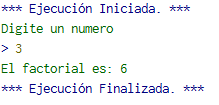 *** Ejecución Iniciada. ***
Digite un numero
> 3
El factorial es: 6
*** Ejecución Finalizada. ***